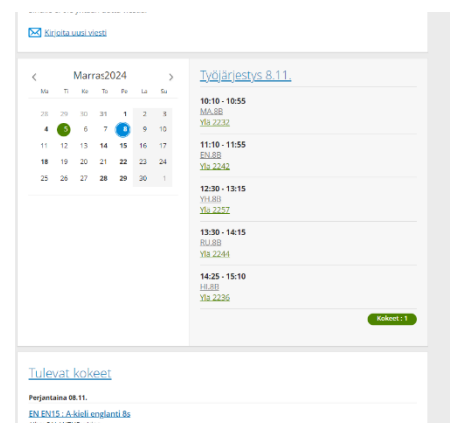 Kirjoita uusi viesti
Marras2024
Ma Ti Ke To Pe La Su
28 29 30 31 1 2 3
4 5 6 7 8 9 10
11 12 13 14 15 16 17
18 19 20 21 22 23 24
25 26 27 28 29 30 1
Työjärjestys 8.11.
10:10 - 10:55
MA.8B
Ylä 2232
11:10 - 11:55
EN.8B
Ylä 2242
12:30 - 13:15
YH.8B
Ylä 2257
13:30 - 14:15
RU.8B
Ylä 2244
14:25 - 15:10
HI.8B
Ylä 2236
Kokeet : 1
Tulevat kokeet
Perjantaina 08.11.
EN EN15 : A-kieli englanti 8s